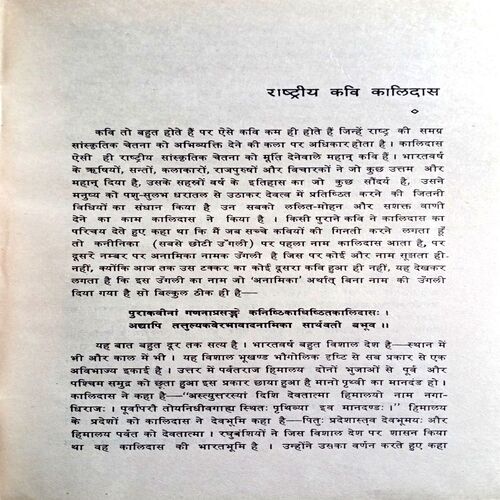 राष्ट्रीय कवि कालिदास
कवि तो बहुत होते हैं पर ऐसे कवि कम ही होते हैं जिन्हें राष्ट्र की समग्र
सांस्कृतिक चेतना को अभिव्यक्ति देने की कला पर अधिकार होता है । कालिदास
ऐसी ही राष्ट्रीय सांस्कृतिक चेतना को मूर्ति देनेवाले महान् कवि हैं । भारतवर्ष
के ऋषियों, सन्तों, कलाकारों, राजपुरुषों और विचारकों ने जो कुछ उत्तम और
महान् दिया है, उसके सहस्रों वर्ष के इतिहास का जो कुछ सौंदर्य है, उसने
मनुष्य को पशु-सुलभ धरातल से उठाकर देवत्व में प्रतिष्ठित करने की जितनी
विधियों का संधान किया है उन सबको ललित-मोहन और सशक्त वाणी
देने का काम कालिदास ने किया है । किसी पुराने कवि ने कालिदास का
परिचय देते हुए कहा था कि मैं जब सच्चे कवियों की गिनती करने लगता हूँ
तो कनीनिका (सबसे छोटी उँगली) पर पहला नाम कालिदास आता है, पर
दूसरे नम्बर पर अनामिका नामक उँगली है जिस पर कोई और नाम सूझता ही-
नहीं, क्योंकि आज तक उस टक्कर का कोई दूसरा कवि हुआ ही नहीं, यह देखकर
लगता है कि इस उँगली का नाम जो 'अनामिका' अर्थात् बिना नाम की उँगली
दिया गया है सो बिल्कुल ठीक ही है—
पुराकवीनां गणनाप्रसङ्गे कनिष्ठिकाधिष्ठितकालिदासः ।
अद्यापि तत्तुल्यकवेरभावादनामिका सार्थवती बभूव ॥
यह बात बहुत दूर तक सत्य है । भारतवर्ष बहुत विशाल देश है—स्थान में
भी और काल में भी । यह विशाल भूखण्ड भौगोलिक दृष्टि से सब प्रकार से एक
अविभाज्य इकाई है । उत्तर में पर्वतराज हिमालय दोनों भुजाओं से पूर्व और
पश्चिम समुद्र को छूता हुआ इस प्रकार छाया हुआ है मानो पृथ्वी का मानदंड हो ।
कालिदास ने कहा है—"अस्त्युत्तरस्यां दिशि देवतात्मा हिमालयो नाम नगा-
धिराजः । पूर्वापरौ तोयनिधीवगाह्य स्थितः पृथिव्या इव मानदण्डः ।" हिमालय
के प्रदेशों को कालिदास ने देवभूमि कहा है—पितुः प्रदेशास्तव देवभूमयः और
हिमालय पर्वत को देवतात्मा । रघुवंशियों ने जिस विशाल देश पर शासन किया
था वह कालिदास की भारतभूमि है । उन्होंने उसका वर्णन करते हुए कहा